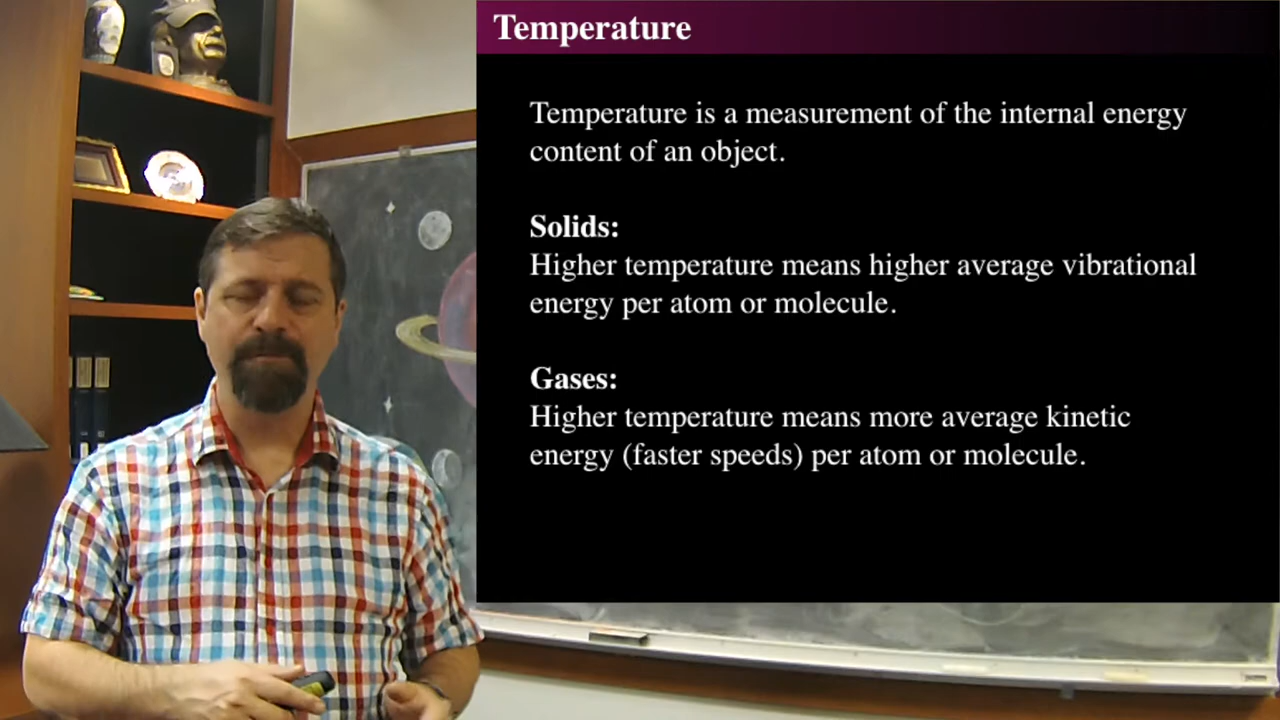 Temperature
Temperature is a measurement of the internal energy
content of an object.
Solids:
Higher temperature means higher average vibrational
energy per atom or molecule.
Gases:
Higher temperature means more average kinetic
energy (faster speeds) per atom or molecule.